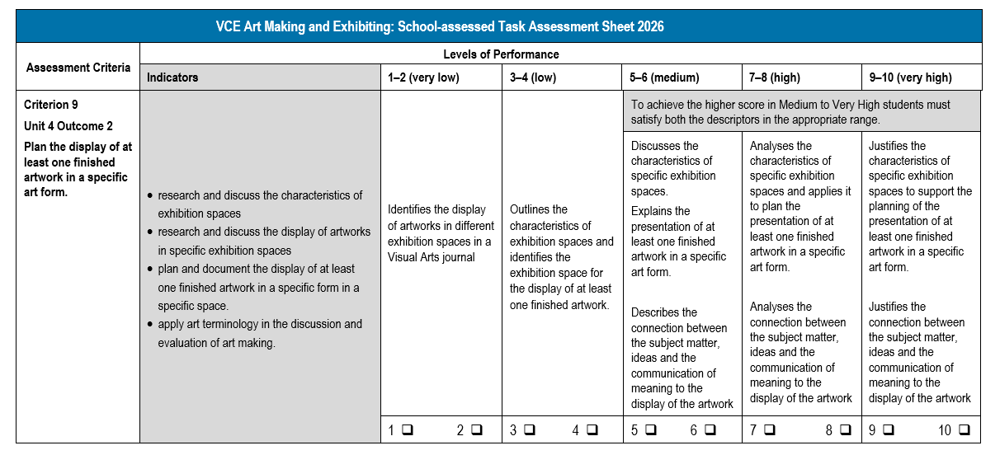 VCE Art Making and Exhibiting: School-assessed Task Assessment Sheet 2026
Assessment Criteria
Levels of Performance
Indicators
1–2 (very low)
3–4 (low)
5–6 (medium)
7–8 (high)
9–10 (very high)
Criterion 9
Unit 4 Outcome 2
Plan the display of at
least one finished
artwork in a specific
art form.
• research and discuss the characteristics of
exhibition spaces
• research and discuss the display of artworks
in specific exhibition spaces
• plan and document the display of at least
one finished artwork in a specific form in a
specific space.
• apply art terminology in the discussion and
evaluation of art making.
Identifies the display
of artworks in different
exhibition spaces in a
Visual Arts journal
Outlines the
characteristics of
exhibition spaces and
identifies the
exhibition space for
the display of at least
one finished artwork.
To achieve the higher score in Medium to Very High students must
satisfy both the descriptors in the appropriate range.
Discusses the
characteristics of
specific exhibition
spaces.
Explains the
presentation of at
least one finished
artwork in a specific
art form.
Describes the
connection between
the subject matter,
ideas and the
communication of
meaning to the
display of the artwork
Analyses the
characteristics of
specific exhibition
spaces and applies it
to plan the
presentation of at
least one finished
artwork in a specific
art form.
Analyses the
connection between
the subject matter,
ideas and the
communication of
meaning to the
display of the artwork
Justifies the
characteristics of
specific exhibition
spaces to support the
planning of the
presentation of at
least one finished
artwork in a specific
art form.
Justifies the
connection between
the subject matter,
ideas and the
communication of
meaning to the
display of the artwork
1 ❑ 2 ❑
3 ❑ 4 ❑
5 ❑ 6 ❑
7 ❑ 8 ❑
9 ❑ 10 ❑